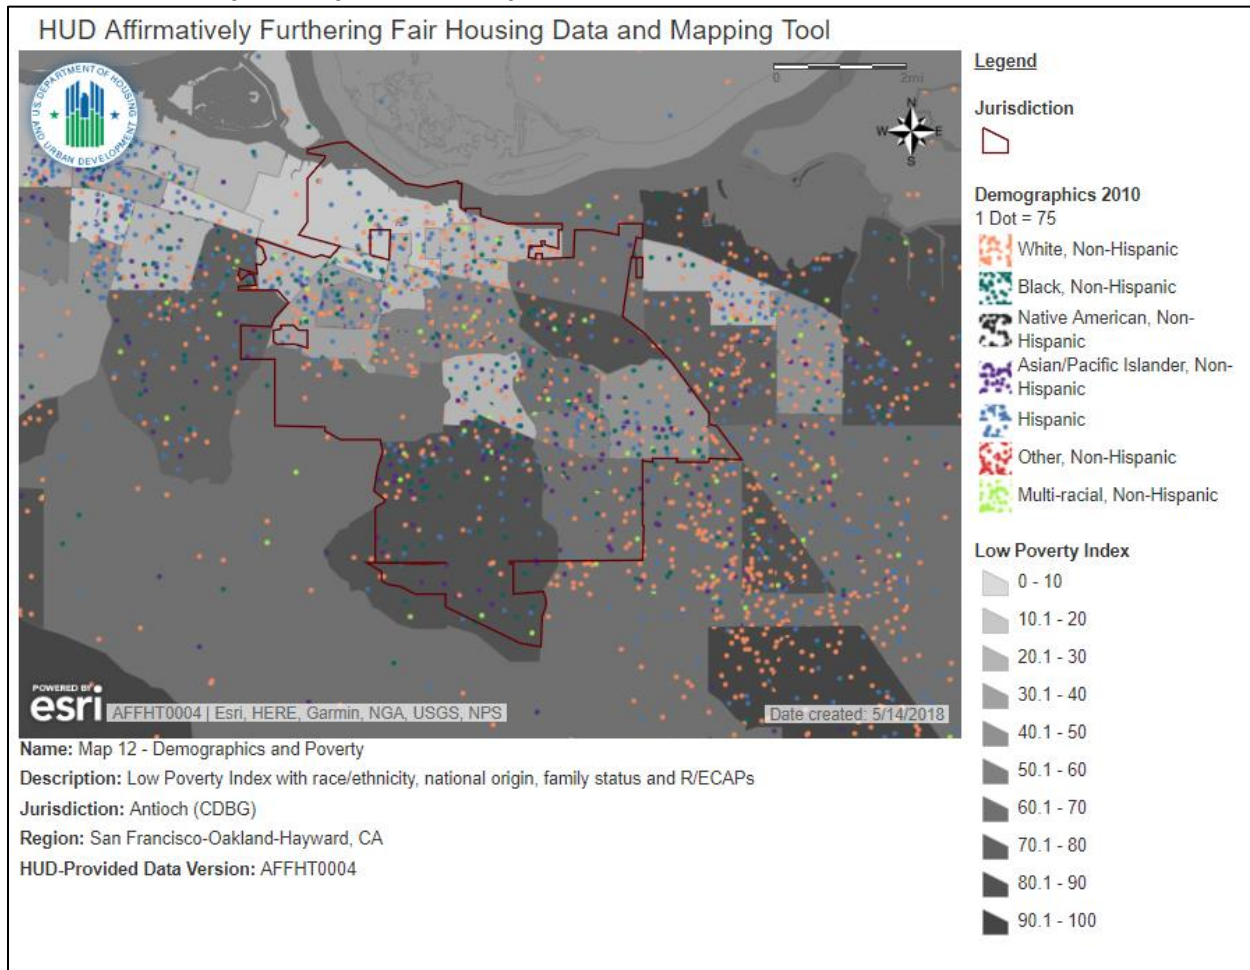 HUD Affirmatively Furthering Fair Housing Data and Mapping Tool
U.S. DEPARTMENT OF HOUSING
AND URBAN DEVELOPMENT
0 2mi
N
W E
S
POWERED BY
esri
AFFHT0004 | Esri, HERE, Garmin, NGA, USGS, NPS
Date created: 5/14/2018
Name: Map 12 - Demographics and Poverty
Description: Low Poverty Index with race/ethnicity, national origin, family status and R/ECAPs
Jurisdiction: Antioch (CDBG)
Region: San Francisco-Oakland-Hayward, CA
HUD-Provided Data Version: AFFHT0004
Legend
Jurisdiction
Demographics 2010
1 Dot = 75
White, Non-Hispanic
Black, Non-Hispanic
Native American, Non-
Hispanic
Asian/Pacific Islander, Non-
Hispanic
Hispanic
Other, Non-Hispanic
Multi-racial, Non-Hispanic
Low Poverty Index
0 - 10
10.1 - 20
20.1 - 30
30.1 - 40
40.1 - 50
50.1 - 60
60.1 - 70
70.1 - 80
80.1 - 90
90.1 - 100